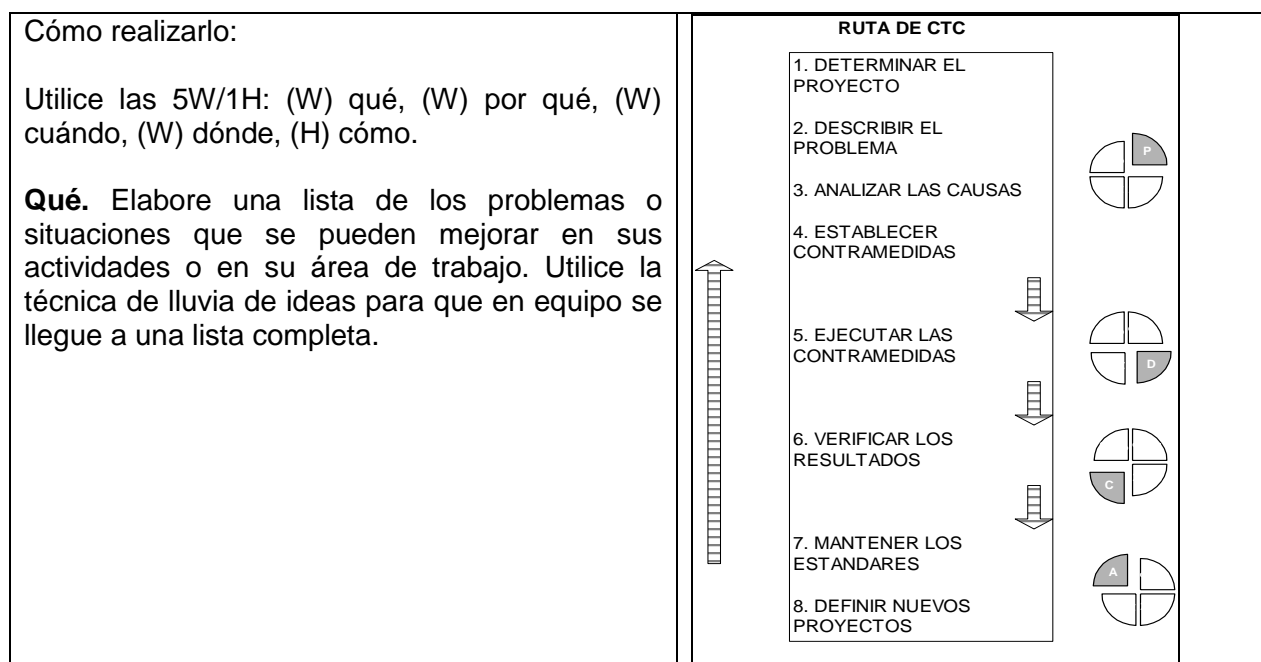 Cómo realizarlo:
Utilice las 5W/1H: (W) qué, (W) por qué, (W)
cuándo, (W) dónde, (H) cómo.
Qué. Elabore una lista de los problemas o
situaciones que se pueden mejorar en sus
actividades o en su área de trabajo. Utilice la
técnica de lluvia de ideas para que en equipo se
llegue a una lista completa.
RUTA DE CTC
1. DETERMINAR EL
PROYECTO
2. DESCRIBIR EL
PROBLEMA
3. ANALIZAR LAS CAUSAS
4. ESTABLECER
CONTRAMEDIDAS
P
5. EJECUTAR LAS
CONTRAMEDIDAS
D
6. VERIFICAR LOS
RESULTADOS
C
7. MANTENER LOS
ESTANDARES
A
8. DEFINIR NUEVOS
PROYECTOS